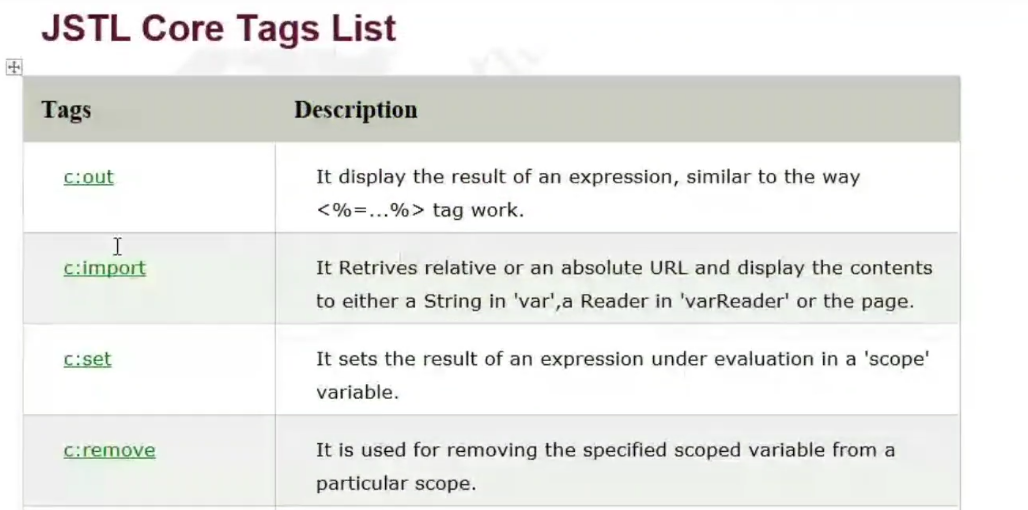 JSTL Core Tags List
Tags Description
c:out It display the result of an expression, similar to the way
<%=...%> tag work.
c:import It Retrives relative or an absolute URL and display the contents
to either a String in 'var',a Reader in 'varReader' or the page.
c:set It sets the result of an expression under evaluation in a 'scope'
variable.
c:remove It is used for removing the specified scoped variable from a
particular scope.